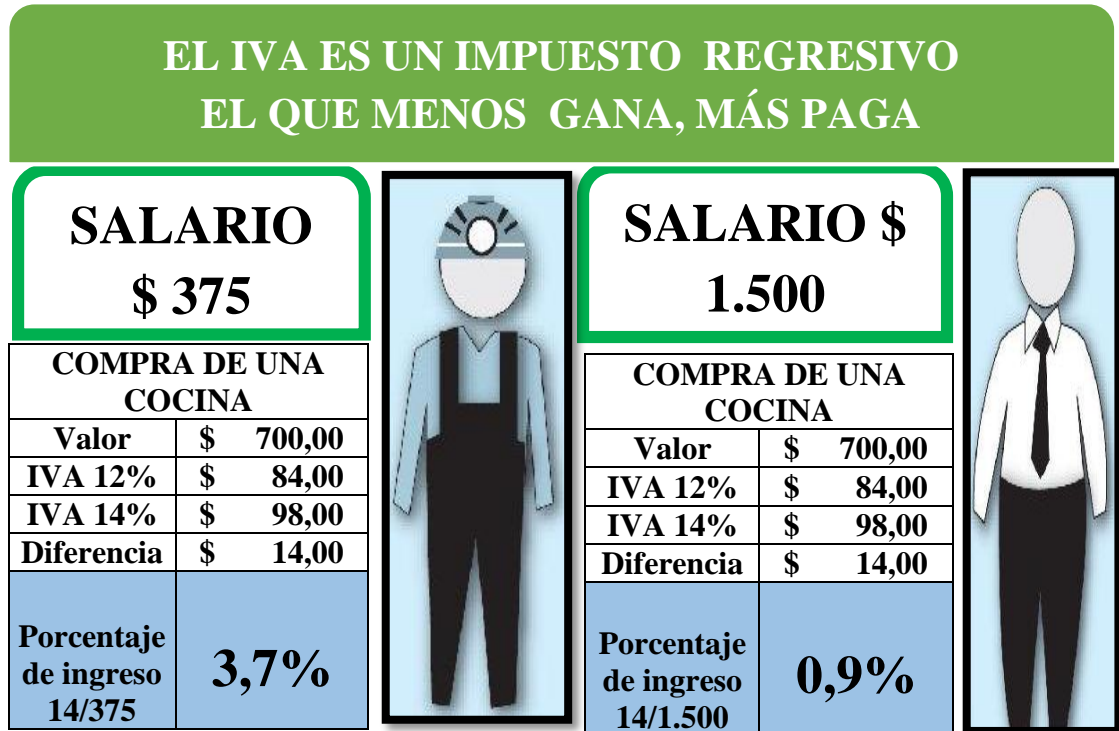 EL IVA ES UN IMPUESTO REGRESIVO
EL QUE MENOS GANA, MÁS PAGA
SALARIO
$ 375
COMPRA DE UNA
COCINA
Valor $ 700,00
IVA 12% $ 84,00
IVA 14% $ 98,00
Diferencia $ 14,00
Porcentaje
de ingreso
14/375
3,7%
SALARIO $
1.500
COMPRA DE UNA
COCINA
Valor $ 700,00
IVA 12% $ 84,00
IVA 14% $ 98,00
Diferencia $ 14,00
Porcentaje
de ingreso
14/1.500
0,9%